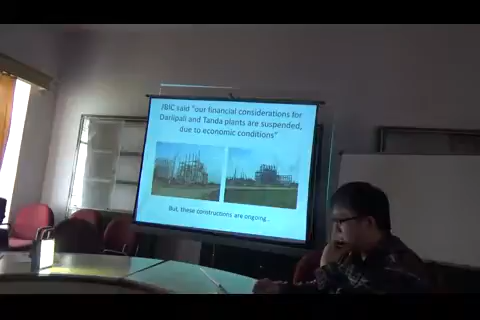 JBIC said "our financial considerations for
Darlipali and Tanda plants are suspended,
due to economic conditions"
But, these constructions are ongoing..